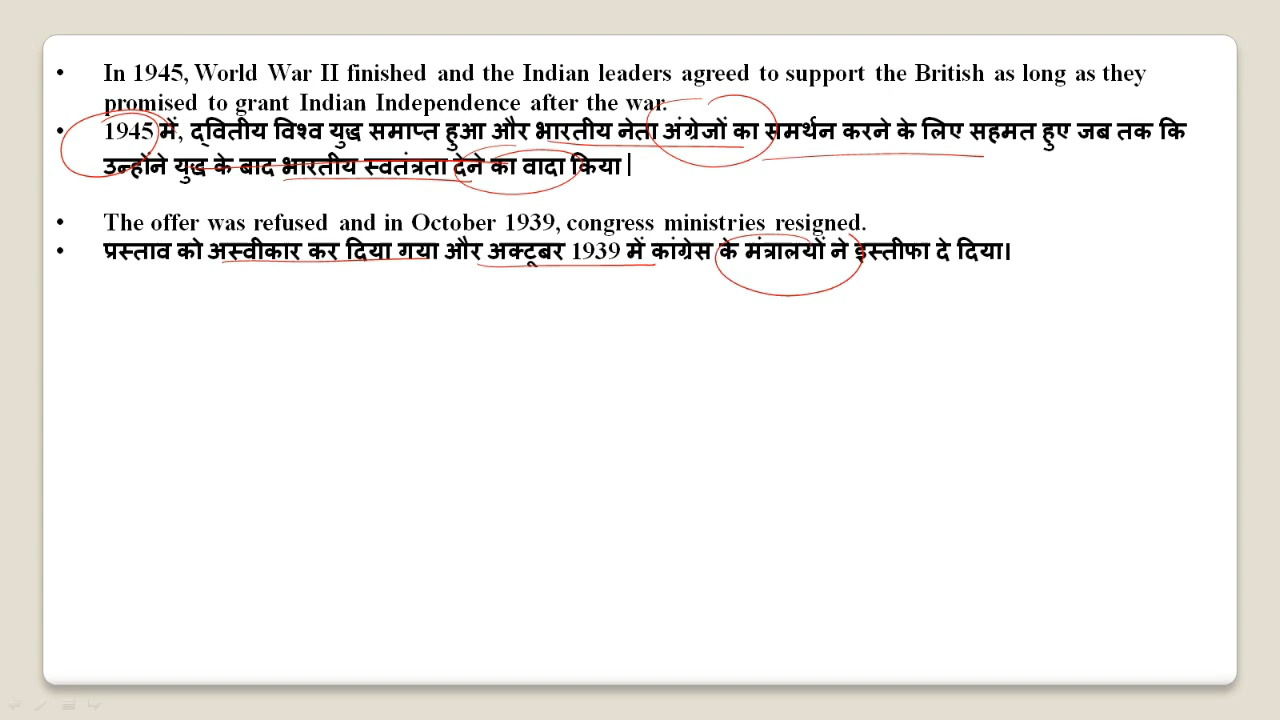 • In 1945, World War II finished and the Indian leaders agreed to support the British as long as they
promised to grant Indian Independence after the war.
• 1945 में, द्वितीय विश्व युद्ध समाप्त हुआ और भारतीय नेता अंग्रेजों का समर्थन करने के लिए सहमत हुए जब तक कि
उन्होंने युद्ध के बाद भारतीय स्वतंत्रता देने का वादा किया |
• The offer was refused and in October 1939, congress ministries resigned.
• प्रस्ताव को अस्वीकार कर दिया गया और अक्टूबर 1939 में कांग्रेस के मंत्रालयों ने इस्तीफा दे दिया।